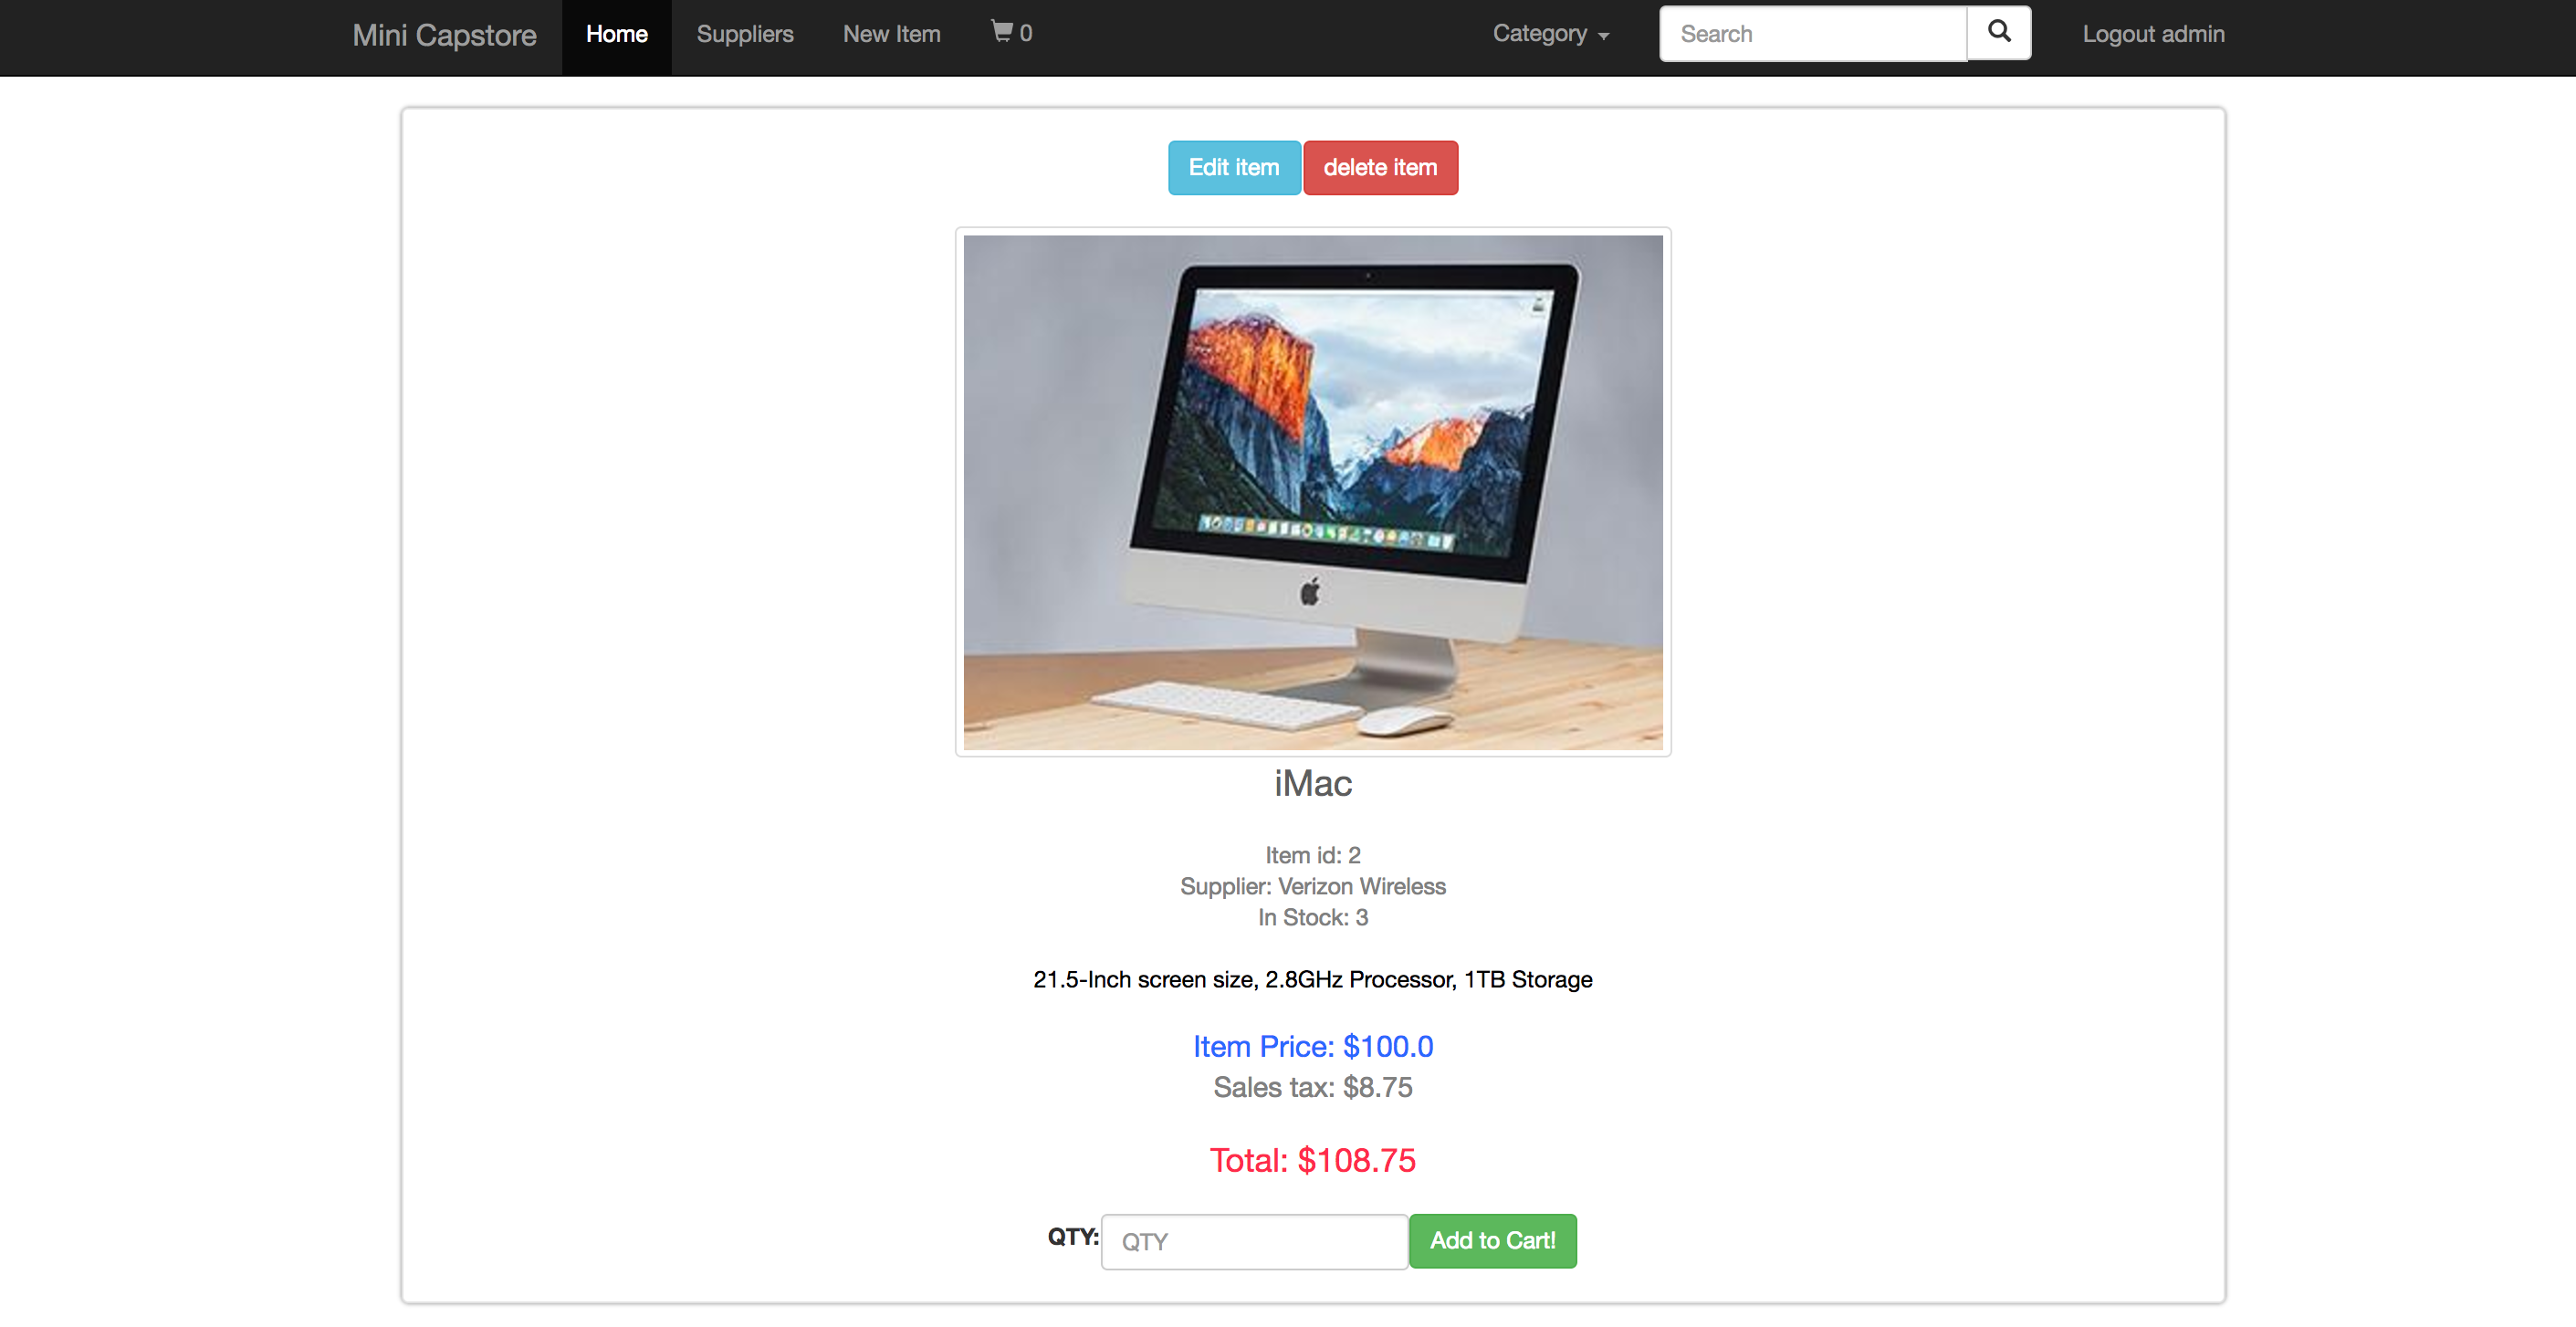 Mini Capstore Home Suppliers New Item 0 Category Search Logout admin
Edit item delete item
iMac
Item id: 2
Supplier: Verizon Wireless
In Stock: 3
21.5-Inch screen size, 2.8GHz Processor, 1TB Storage
Item Price: $100.0
Sales tax: $8.75
Total: $108.75
QTY: QTY Add to Cart!